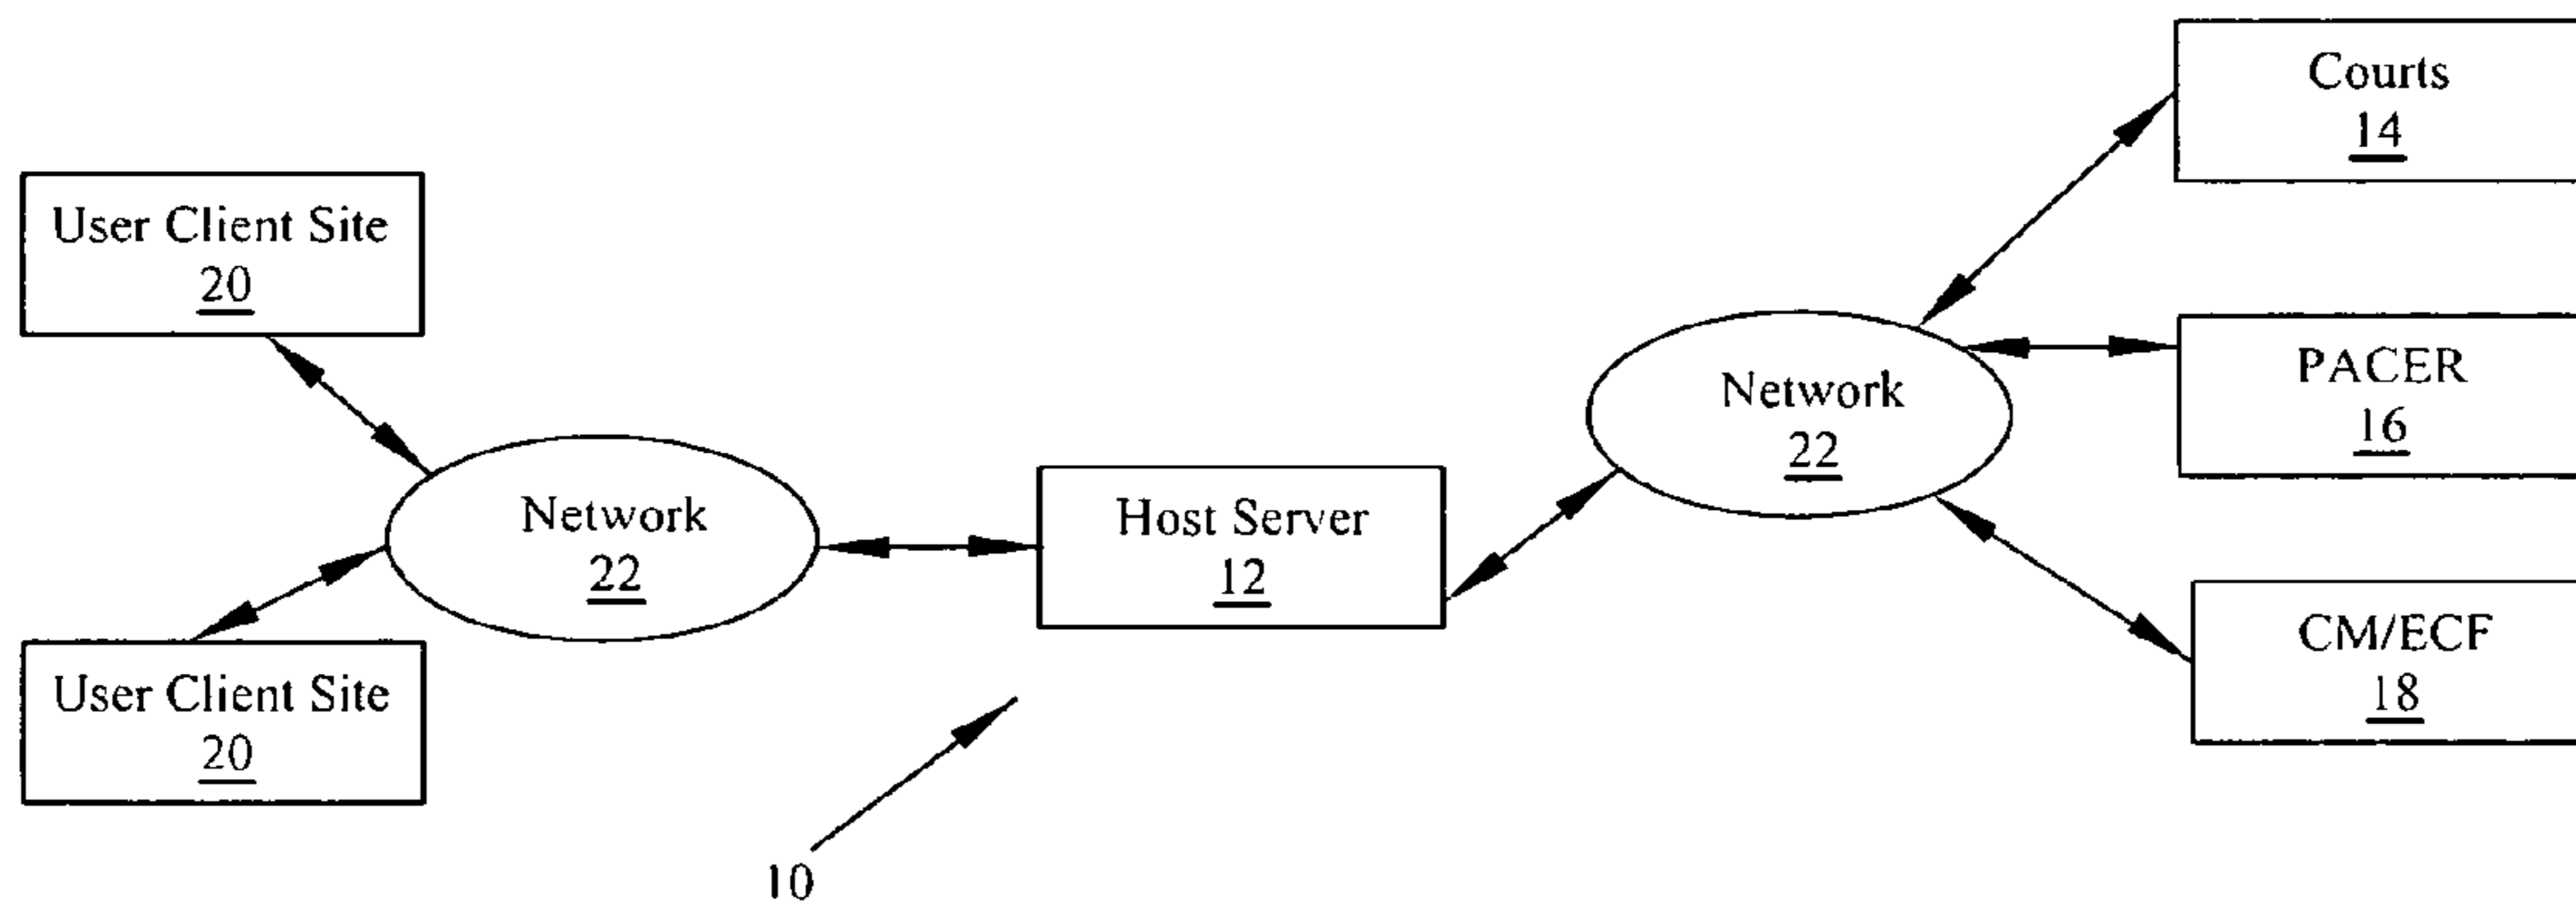 User Client Site
20
User Client Site
20
Network
22
Host Server
12
10
Network
22
Courts
14
PACER
16
CM/ECF
18